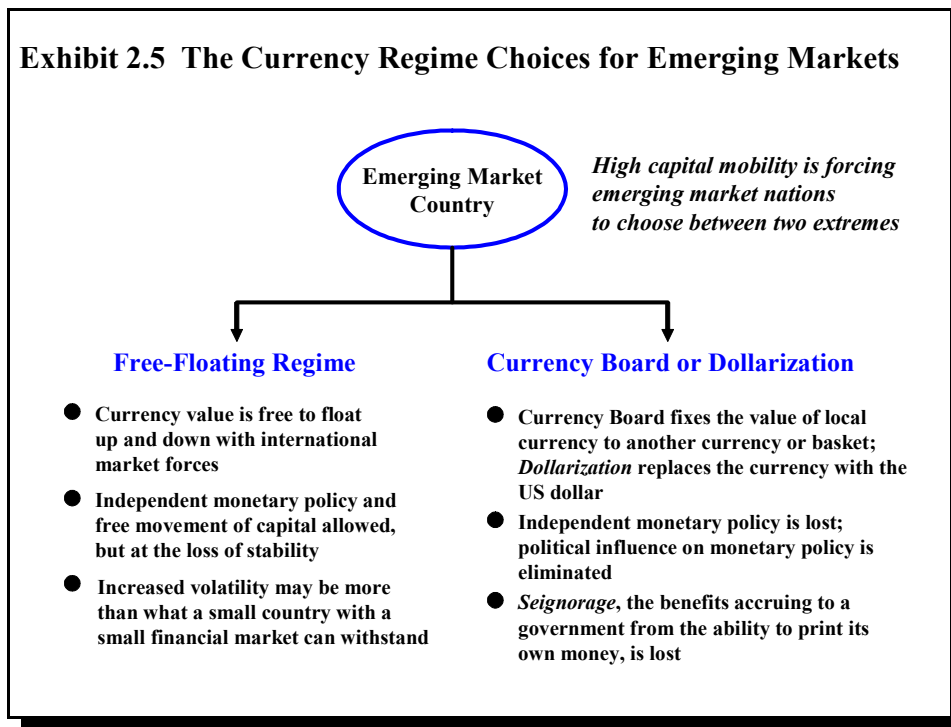 Exhibit 2.5 The Currency Regime Choices for Emerging Markets
Emerging Market
Country
High capital mobility is forcing
emerging market nations
to choose between two extremes
Free-Floating Regime
● Currency value is free to float
up and down with international
market forces
● Independent monetary policy and
free movement of capital allowed,
but at the loss of stability
● Increased volatility may be more
than what a small country with a
small financial market can withstand
Currency Board or Dollarization
● Currency Board fixes the value of local
currency to another currency or basket;
Dollarization replaces the currency with the
US dollar
● Independent monetary policy is lost;
political influence on monetary policy is
eliminated
● Seignorage, the benefits accruing to a
government from the ability to print its
own money, is lost